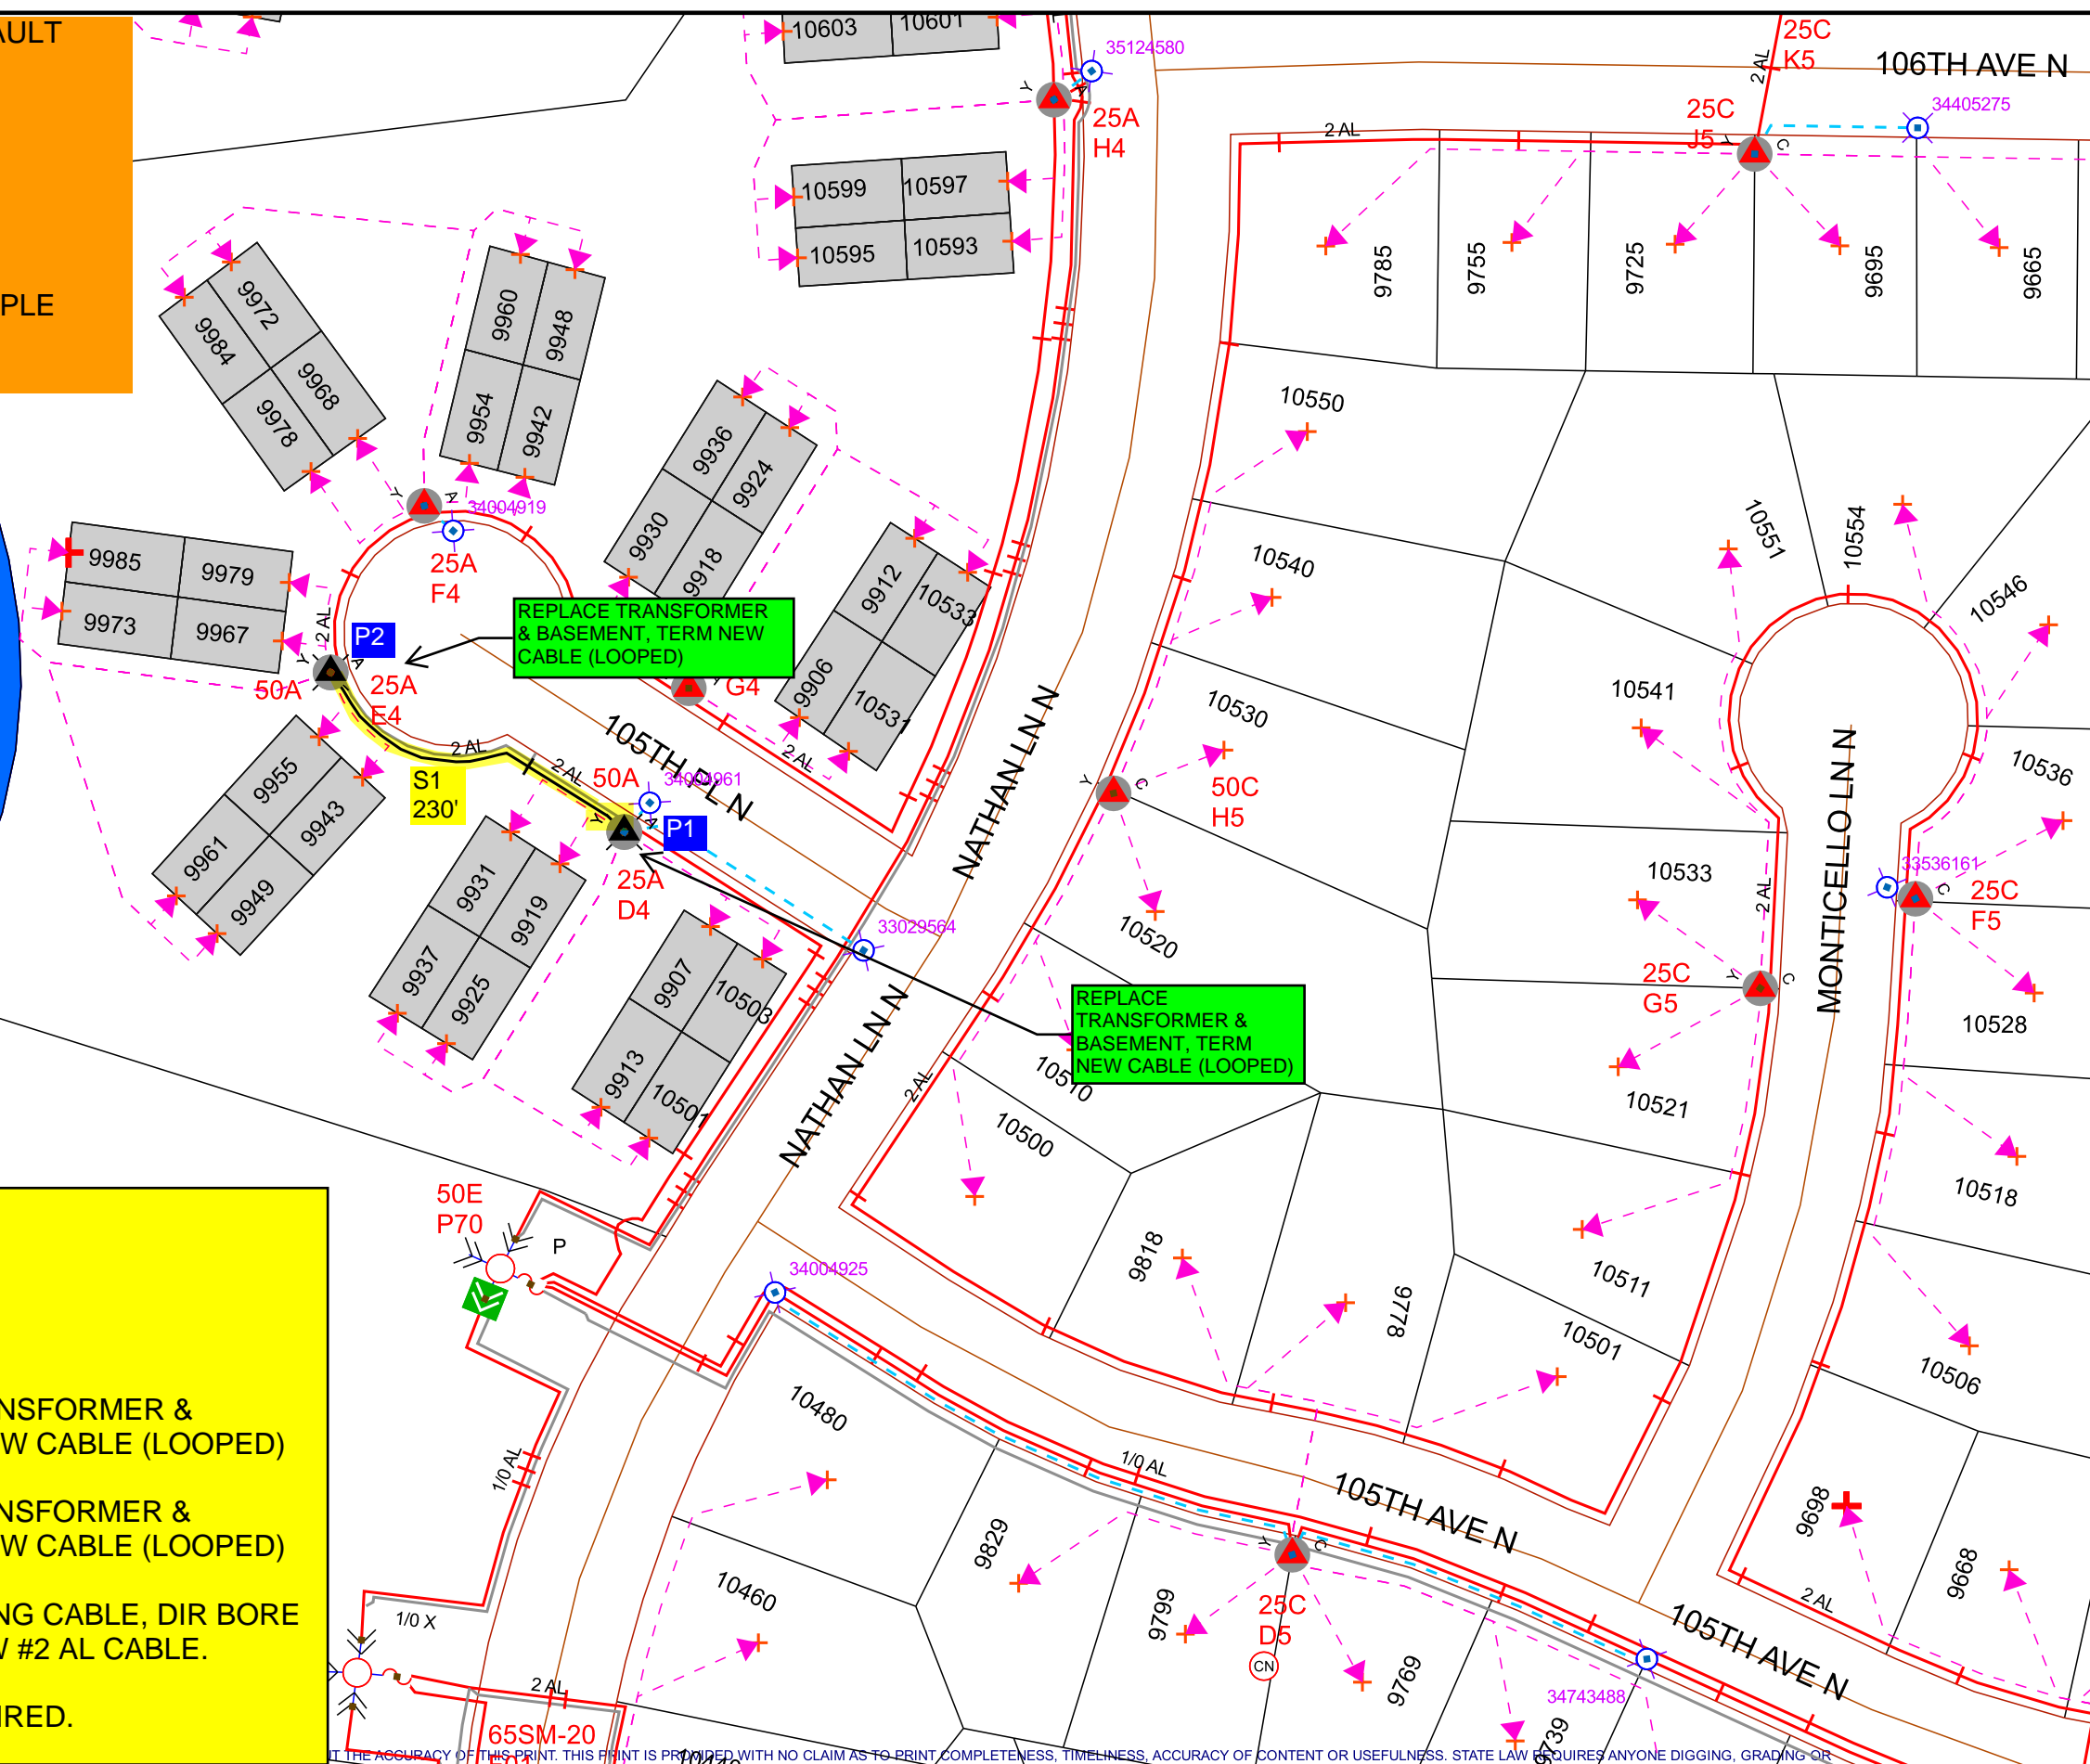 AULT
PLE
10603
10601
35124580
25A
H4
25C
K5
2 AL
106TH AVE N
25C
J5
34405275
2 AL
Y
A
Y
C
10599
10597
10595
10593
9785
9755
9725
9695
9665
9972
9984
9968
9978
9960
9948
9954
9942
9936
9924
9930
9918
9912
10533
9906
10531
10550
10540
10530
10551
10554
10546
10536
10541
Y
A
34004919
25A
F4
9985
9979
9973
9967
2 AL
P2
REPLACE TRANSFORMER
& BASEMENT, TERM NEW
CABLE (LOOPED)
G4
Y
A
50A
25A
E4
105TH PL N
2 AL
2 AL
2 AL
S1
230'
50A
34004961
P1
Y
A
25A
D4
NATHAN LN N
Y
C
50C
H5
10520
MONTICELLO LN N
10533
2 AL
33536161
C
25C
F5
25C
G5
Y
C
10528
9955
9943
9961
9949
9931
9919
9937
9925
9907
10503
9913
10501
33029564
NATHAN LN N
2 AL
REPLACE
TRANSFORMER &
BASEMENT, TERM
NEW CABLE (LOOPED)
10510
10500
10521
10518
50E
P70
P
34004925
9818
9778
10511
10501
10506
10480
1/0 AL
1/0 AL
105TH AVE N
9829
10460
9799
Y
C
25C
D5
CN
9769
9739
34743488
9698
9668
2 AL
105TH AVE N
NSFORMER &
W CABLE (LOOPED)
NSFORMER &
W CABLE (LOOPED)
NG CABLE, DIR BORE
#2 AL CABLE.
RED.
1/0 X
2 AL
65SM-20
THE ACCURACY OF THIS PRINT. THIS PRINT IS PROVIDED WITH NO CLAIM AS TO PRINT COMPLETENESS, TIMELINESS, ACCURACY OF CONTENT OR USEFULNESS. STATE LAW REQUIRES ANYONE DIGGING, GRADING OR